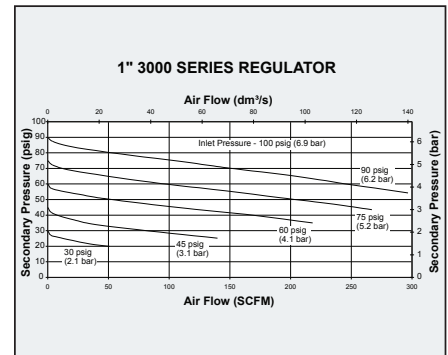 1" 3000 SERIES REGULATOR
Air Flow (dm³/s)
0 20 40 60 80 100 120 140
Secondary Pressure (psig)
100
90
80
70
60
50
40
30
20
10
0
Inlet Pressure - 100 psig (6.9 bar)
90 psig
(6.2 bar)
75 psig
(5.2 bar)
60 psig
(4.1 bar)
45 psig
(3.1 bar)
30 psig
(2.1 bar)
6
5
4
3
2
1
0
Secondary Pressure (bar)
0 50 100 150 200 250 300
Air Flow (SCFM)